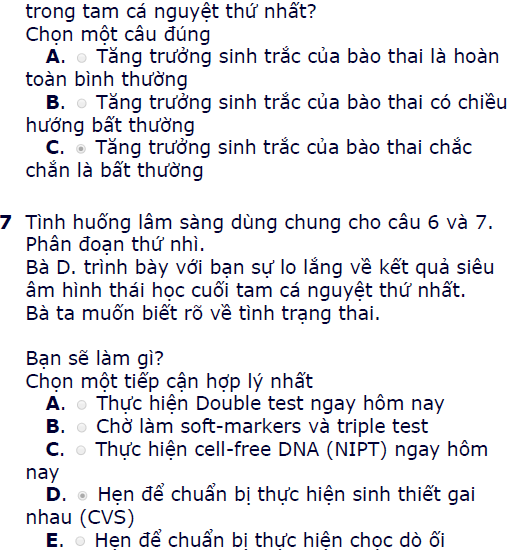 trong tam cá nguyệt thứ nhất?
Chọn một câu đúng
A. Tăng trưởng sinh trắc của bào thai là hoàn
toàn bình thường
B. Tăng trưởng sinh trắc của bào thai có chiều
hướng bất thường
C. Tăng trưởng sinh trắc của bào thai chắc
chắn là bất thường
7 Tình huống lâm sàng dùng chung cho câu 6 và 7.
Phân đoạn thứ nhì.
Bà D. trình bày với bạn sự lo lắng về kết quả siêu
âm hình thái học cuối tam cá nguyệt thứ nhất.
Bà ta muốn biết rõ về tình trạng thai.
Bạn sẽ làm gì?
Chọn một tiếp cận hợp lý nhất
A. Thực hiện Double test ngay hôm nay
B. Chờ làm soft-markers và triple test
C. Thực hiện cell-free DNA (NIPT) ngay hôm
nay
D. Hẹn để chuẩn bị thực hiện sinh thiết gai
nhau (CVS)
E. Hẹn để chuẩn bị thực hiện chọc dò ối